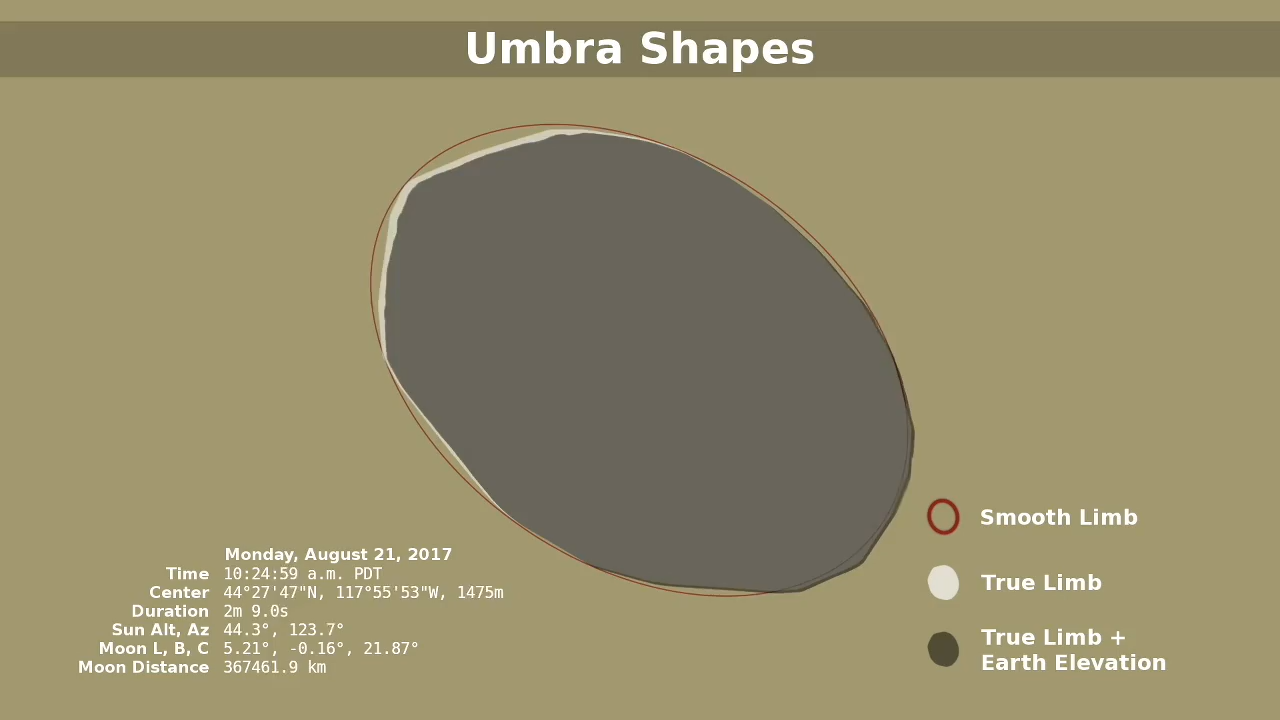 Umbra Shapes
Monday, August 21, 2017
Time 10:24:59 a.m. PDT
Center 44°27'47"N, 117°55'53"W, 1475m
Duration 2m 9.0s
Sun Alt, Az 44.3°, 123.7°
Moon L, B, C 5.21°, -0.16°, 21.87°
Moon Distance 367461.9 km
Smooth Limb
True Limb
True Limb +
Earth Elevation